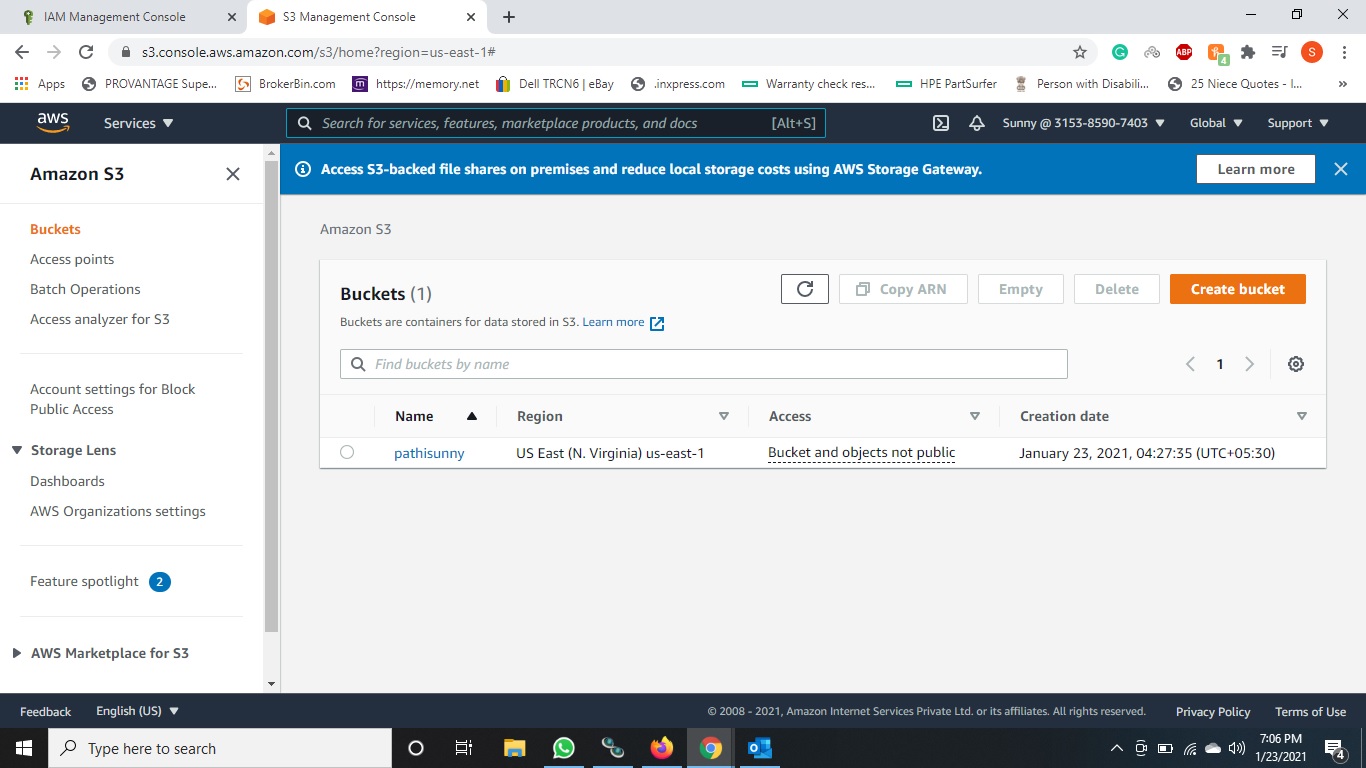 IAM Management Console
S3 Management Console
s3.console.aws.amazon.com/s3/home?region=us-east-1#
ABP
4
S
Apps
PROVANTAGE Supe...
BrokerBin.com
https://memory.net
Dell TRCN6 | eBay
.inxpress.com
Warranty check res...
HPE PartSurfer
Person with Disabili...
25 Niece Quotes - I...
»
aws
Services
Search for services, features, marketplace products, and docs [Alt+S]
Sunny @ 3153-8590-7403
Global
Support
Amazon S3
Buckets
Access points
Batch Operations
Access analyzer for S3
Account settings for Block
Public Access
Storage Lens
Dashboards
AWS Organizations settings
Feature spotlight 2
AWS Marketplace for S3
Access S3-backed file shares on premises and reduce local storage costs using AWS Storage Gateway.
Learn more
Amazon S3
Buckets (1)
Copy ARN
Empty
Delete
Create bucket
Buckets are containers for data stored in S3. Learn more
Find buckets by name
1
Name Region Access Creation date
pathisunny US East (N. Virginia) us-east-1 Bucket and objects not public January 23, 2021, 04:27:35 (UTC+05:30)
Feedback
English (US)
© 2008 - 2021, Amazon Internet Services Private Ltd. or its affiliates. All rights reserved.
Privacy Policy
Terms of Use
Type here to search
7:06 PM
1/23/2021
4